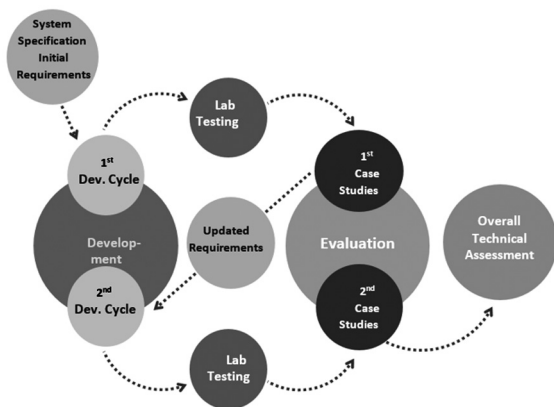 System
Specification
Initial
Requirements
Lab
Testing
1st
Dev. Cycle
1st
Case
Studies
Develop-
ment
Updated
Requirements
Evaluation
Overall
Technical
Assessment
2nd
Dev. Cycle
2nd
Case
Studies
Lab
Testing